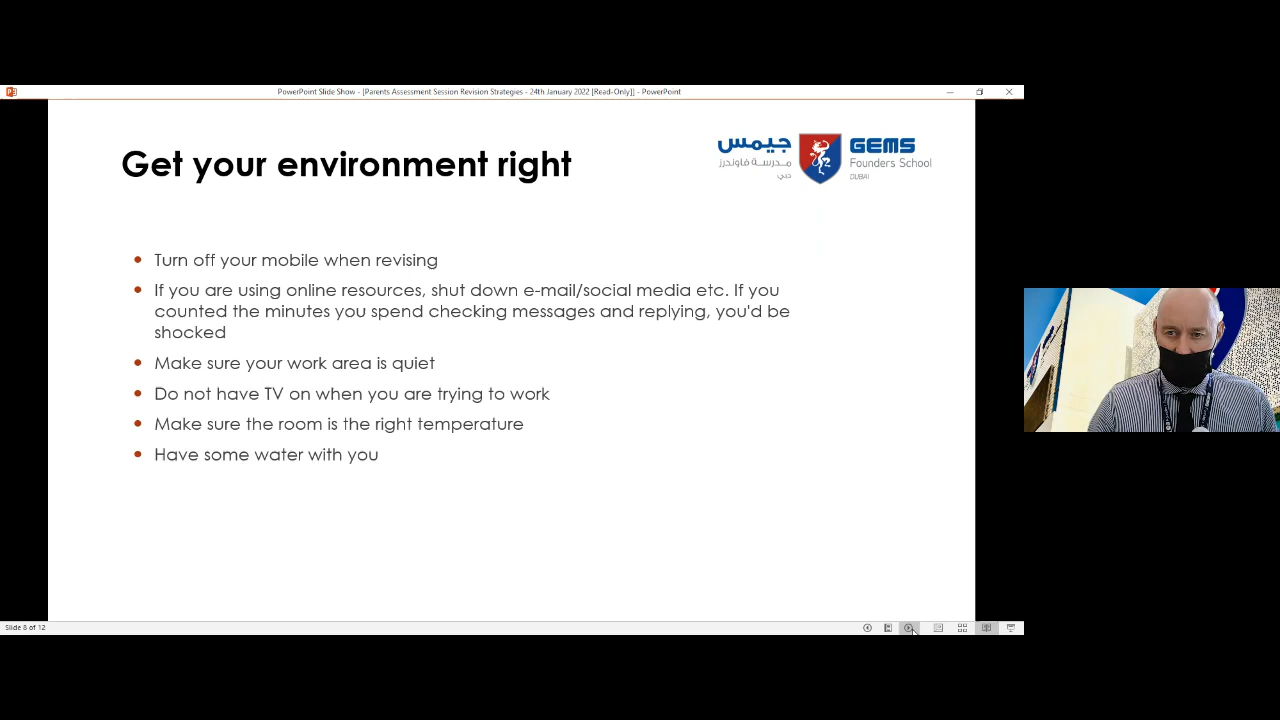 PowerPoint Slide Show - [Parents Assessment Session Revision Strategies - 24th January 2022 [Read-Only]] - PowerPoint
Get your environment right
جيمس
مدرسة فاوندرز
دبي
GEMS
Founders School
DUBAI
Turn off your mobile when revising
If you are using online resources, shut down e-mail/social media etc. If you
counted the minutes you spend checking messages and replying, you'd be
shocked
Make sure your work area is quiet
Do not have TV on when you are trying to work
Make sure the room is the right temperature
Have some water with you
Slide 8 of 12